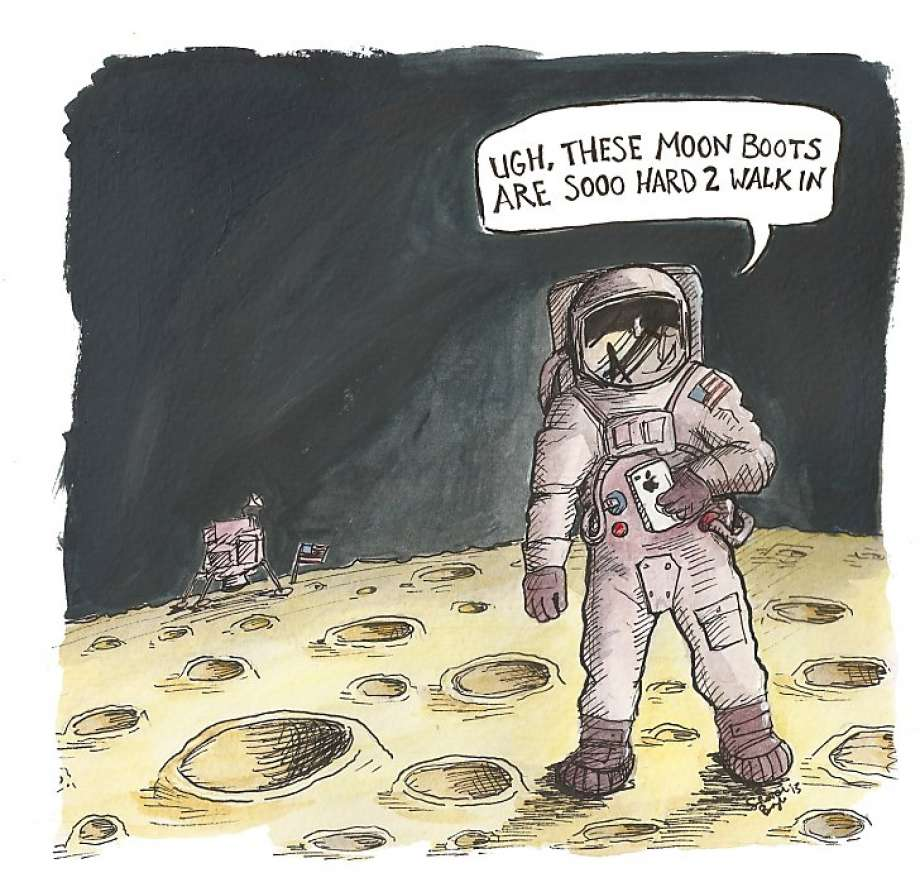 UGH, THESE MOON BOOTS
ARE SOOO HARD 2 WALK IN